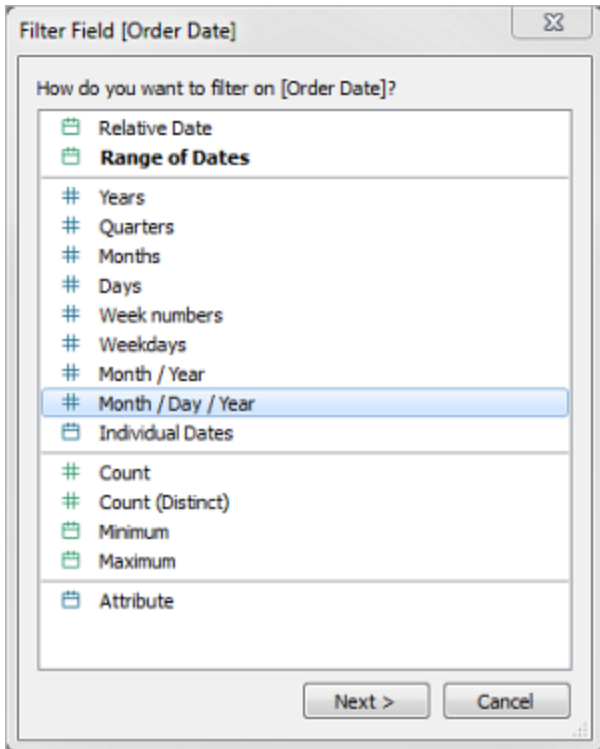 Filter Field [Order Date]
How do you want to filter on [Order Date]?
Relative Date
Range of Dates
Years
Quarters
Months
Days
Week numbers
Weekdays
Month / Year
Month / Day / Year
Individual Dates
Count
Count (Distinct)
Minimum
Maximum
Attribute
Next > Cancel